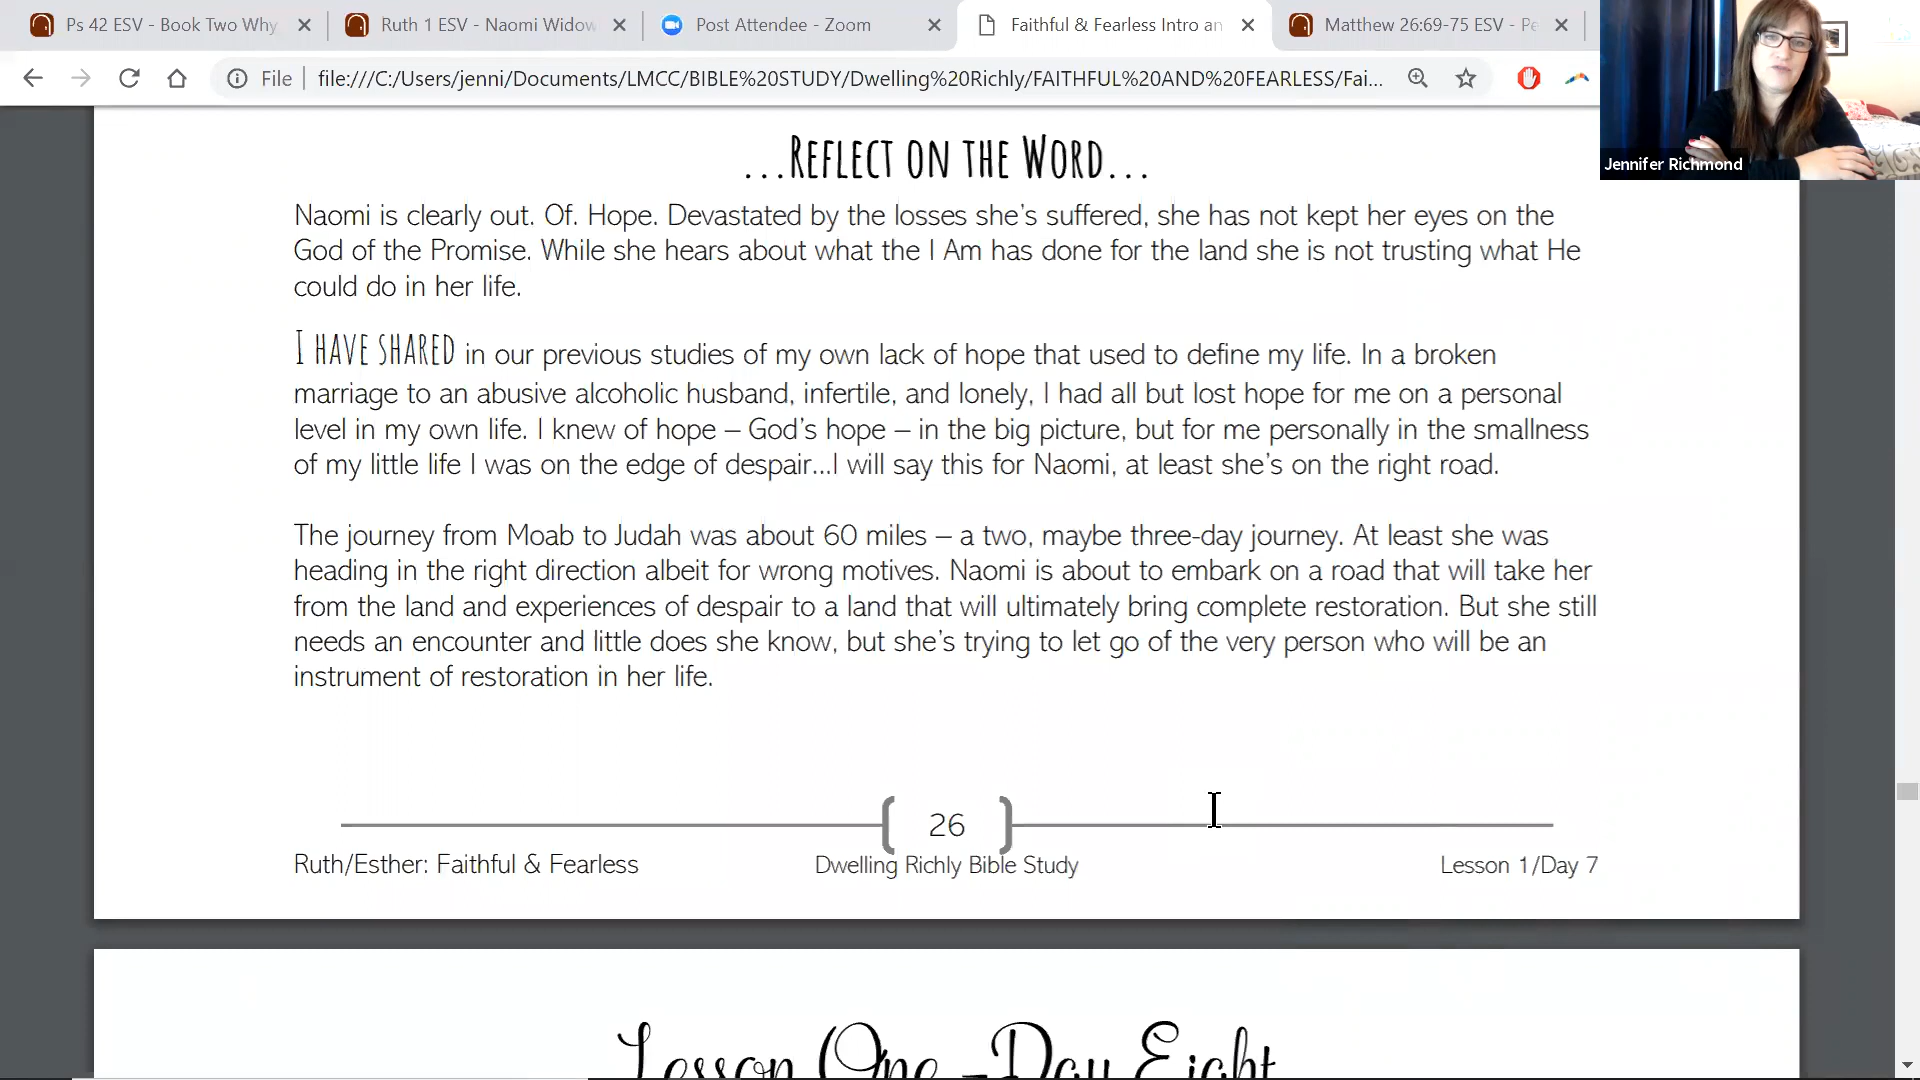 Ps 42 ESV - Book Two Why
Ruth 1 ESV - Naomi Widow
Post Attendee - Zoom
Faithful & Fearless Intro an
Matthew 26:69-75 ESV - Pe
File
file:///C:/Users/jenni/Documents/LMCC/BIBLE%20STUDY/Dwelling%20Richly/FAITHFUL%20AND%20FEARLESS/Fai...
Jennifer Richmond
...Reflect on the Word...
Naomi is clearly out. Of. Hope. Devastated by the losses she's suffered, she has not kept her eyes on the
God of the Promise. While she hears about what the I Am has done for the land she is not trusting what He
could do in her life.
I have shared in our previous studies of my own lack of hope that used to define my life. In a broken
marriage to an abusive alcoholic husband, infertile, and lonely, I had all but lost hope for me on a personal
level in my own life. I knew of hope – God's hope – in the big picture, but for me personally in the smallness
of my little life I was on the edge of despair...I will say this for Naomi, at least she's on the right road.
The journey from Moab to Judah was about 60 miles – a two, maybe three-day journey. At least she was
heading in the right direction albeit for wrong motives. Naomi is about to embark on a road that will take her
from the land and experiences of despair to a land that will ultimately bring complete restoration. But she still
needs an encounter and little does she know, but she's trying to let go of the very person who will be an
instrument of restoration in her life.
26
Ruth/Esther: Faithful & Fearless
Dwelling Richly Bible Study
Lesson 1/Day 7
Lesson One - Day Eight